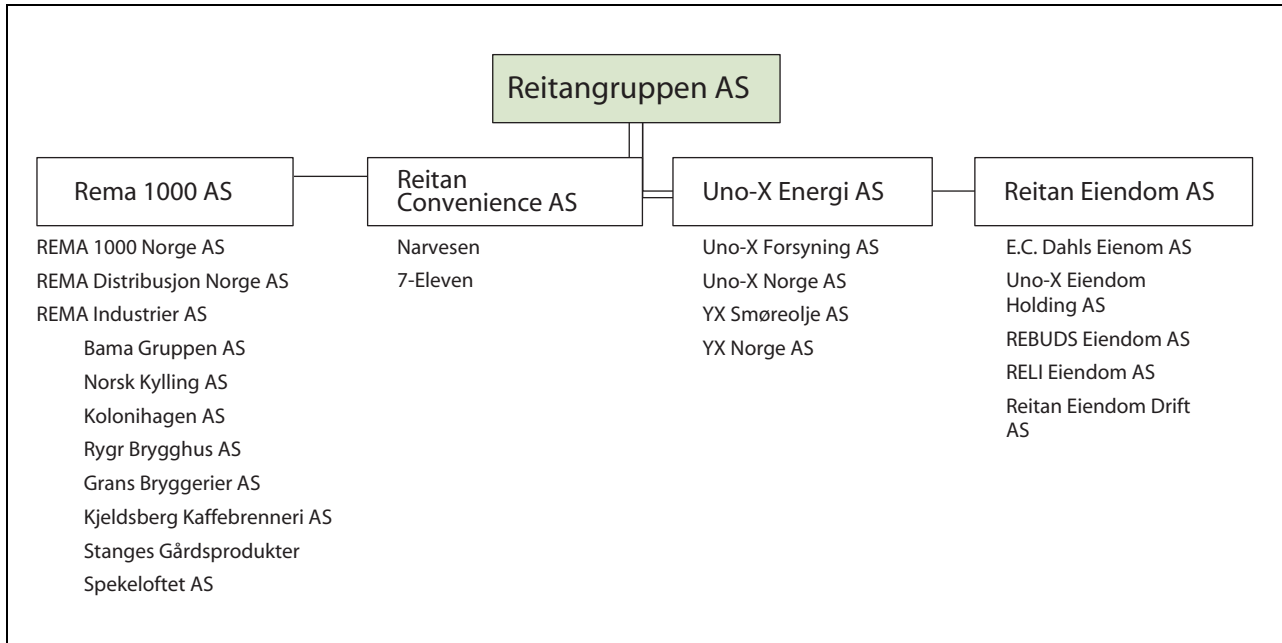 Reitangruppen AS
Rema 1000 AS
REMA 1000 Norge AS
REMA Distribusjon Norge AS
REMA Industrier AS
Bama Gruppen AS
Norsk Kylling AS
Kolonihagen AS
Rygr Brygghus AS
Grans Bryggerier AS
Kjeldsberg Kaffebrenneri AS
Stanges Gårdsprodukter
Spekeloftet AS
Reitan
Convenience AS
Narvesen
7-Eleven
Uno-X Energi AS
Uno-X Forsyning AS
Uno-X Norge AS
YX Smøreolje AS
YX Norge AS
Reitan Eiendom AS
E.C. Dahls Eienom AS
Uno-X Eiendom
Holding AS
REBUDS Eiendom AS
RELI Eiendom AS
Reitan Eiendom Drift
AS